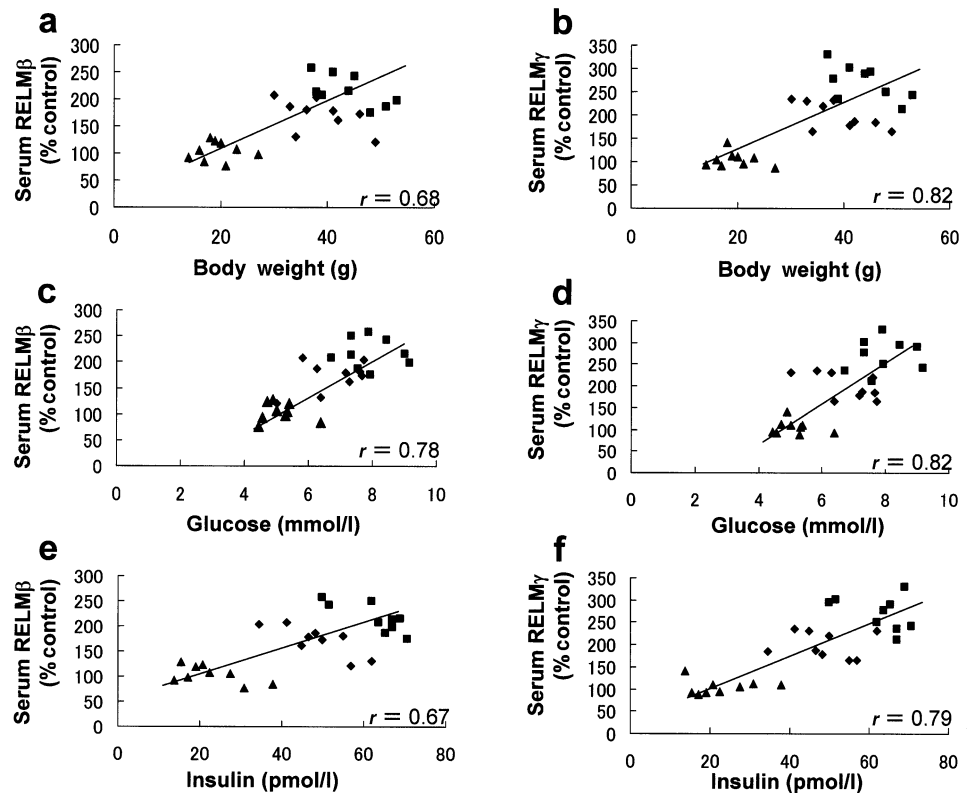 a
Serum RELMβ
(% control)
300
250
200
150
100
50
0
r = 0.68
0 20 40 60
Body weight (g)
b
Serum RELMγ
(% control)
350
300
250
200
150
100
50
0
r = 0.82
0 20 40 60
Body weight (g)
c
Serum RELMβ
(% control)
300
250
200
150
100
50
0
r = 0.78
0 2 4 6 8 10
Glucose (mmol/l)
d
Serum RELMγ
(% control)
350
300
250
200
150
100
50
0
r = 0.82
0 2 4 6 8 10
Glucose (mmol/l)
e
Serum RELMβ
(% control)
300
250
200
150
100
50
0
r = 0.67
0 20 40 60 80
Insulin (pmol/l)
f
Serum RELMγ
(% control)
350
300
250
200
150
100
50
0
r = 0.79
0 20 40 60 80
Insulin (pmol/l)